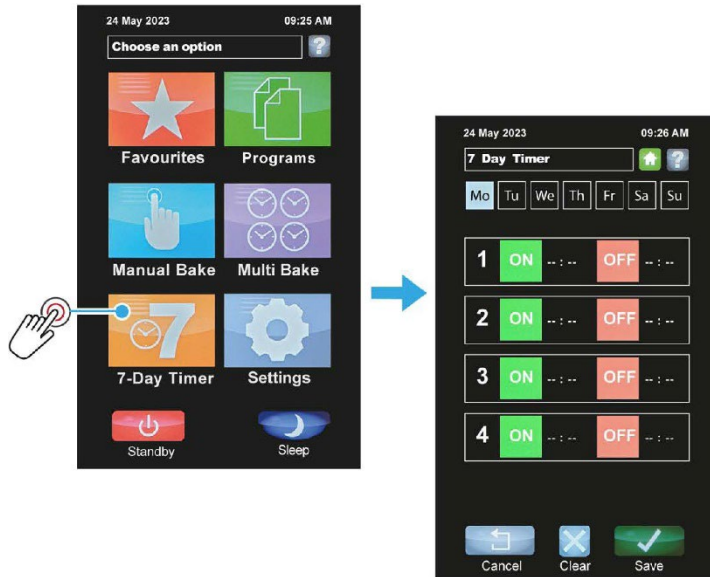 24 May 2023 09:25 AM
Choose an option ?
Favourites Programs
Manual Bake Multi Bake
7
7-Day Timer Settings
Standby Sleep
24 May 2023 09:26 AM
7 Day Timer ?
Mo Tu We Th Fr Sa Su
1 ON --:-- OFF --:--
2 ON --:-- OFF --:--
3 ON --:-- OFF --:--
4 ON --:-- OFF --:--
Cancel Clear Save